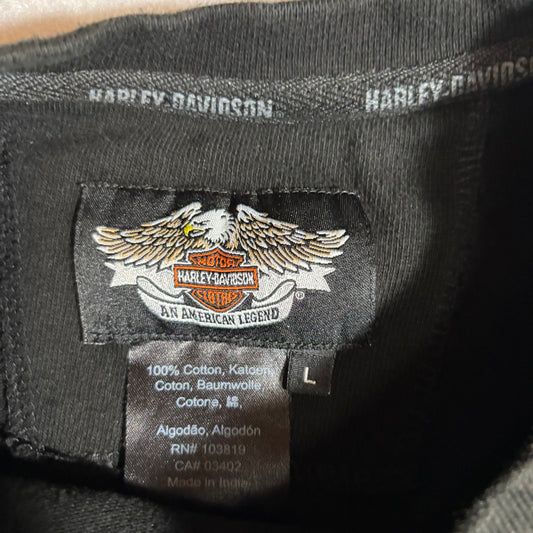 HARLEY-DAVIDSON HARLEY-DAVIDSON
MOTOR
HARLEY-DAVIDSON
CLOTHES
AN AMERICAN LEGEND
®
100% Cotton, Katoen,
Coton, Baumwolle,
Cotone, 綿,
L
Algodão, Algodón
RN# 103819
CA# 03402
Made in India